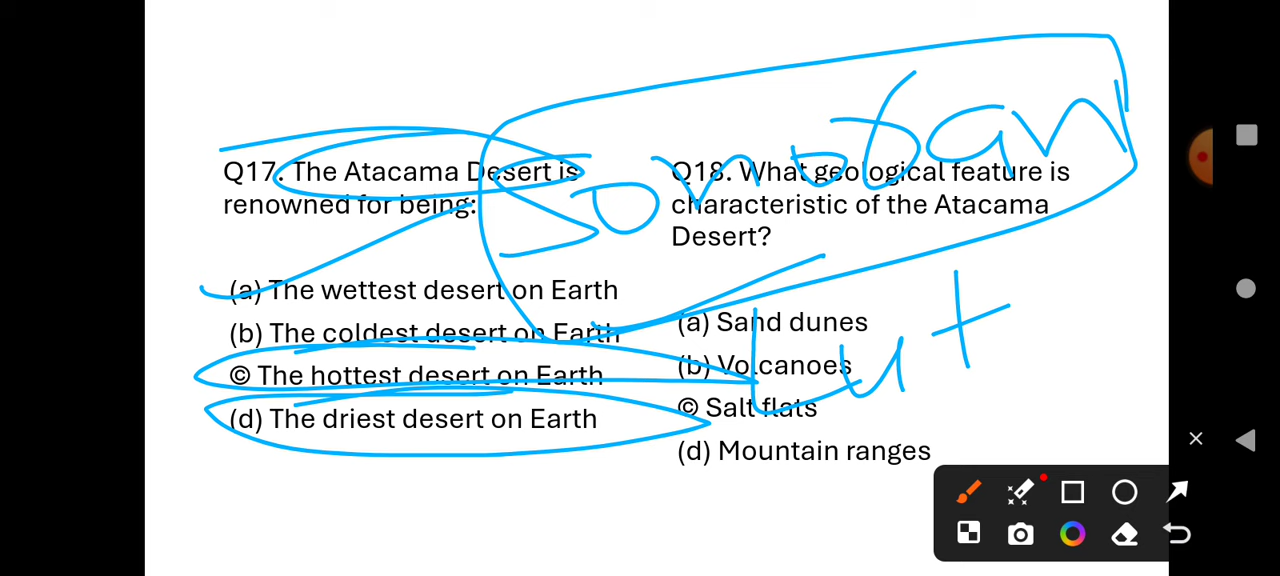 Q17. The Atacama Desert is
renowned for being:
(a) The wettest desert on Earth
(b) The coldest desert on Earth
© The hottest desert on Earth
(d) The driest desert on Earth
Q18. What geological feature is
characteristic of the Atacama
Desert?
(a) Sand dunes
(b) Volcanoes
© Salt flats
(d) Mountain ranges
Lut